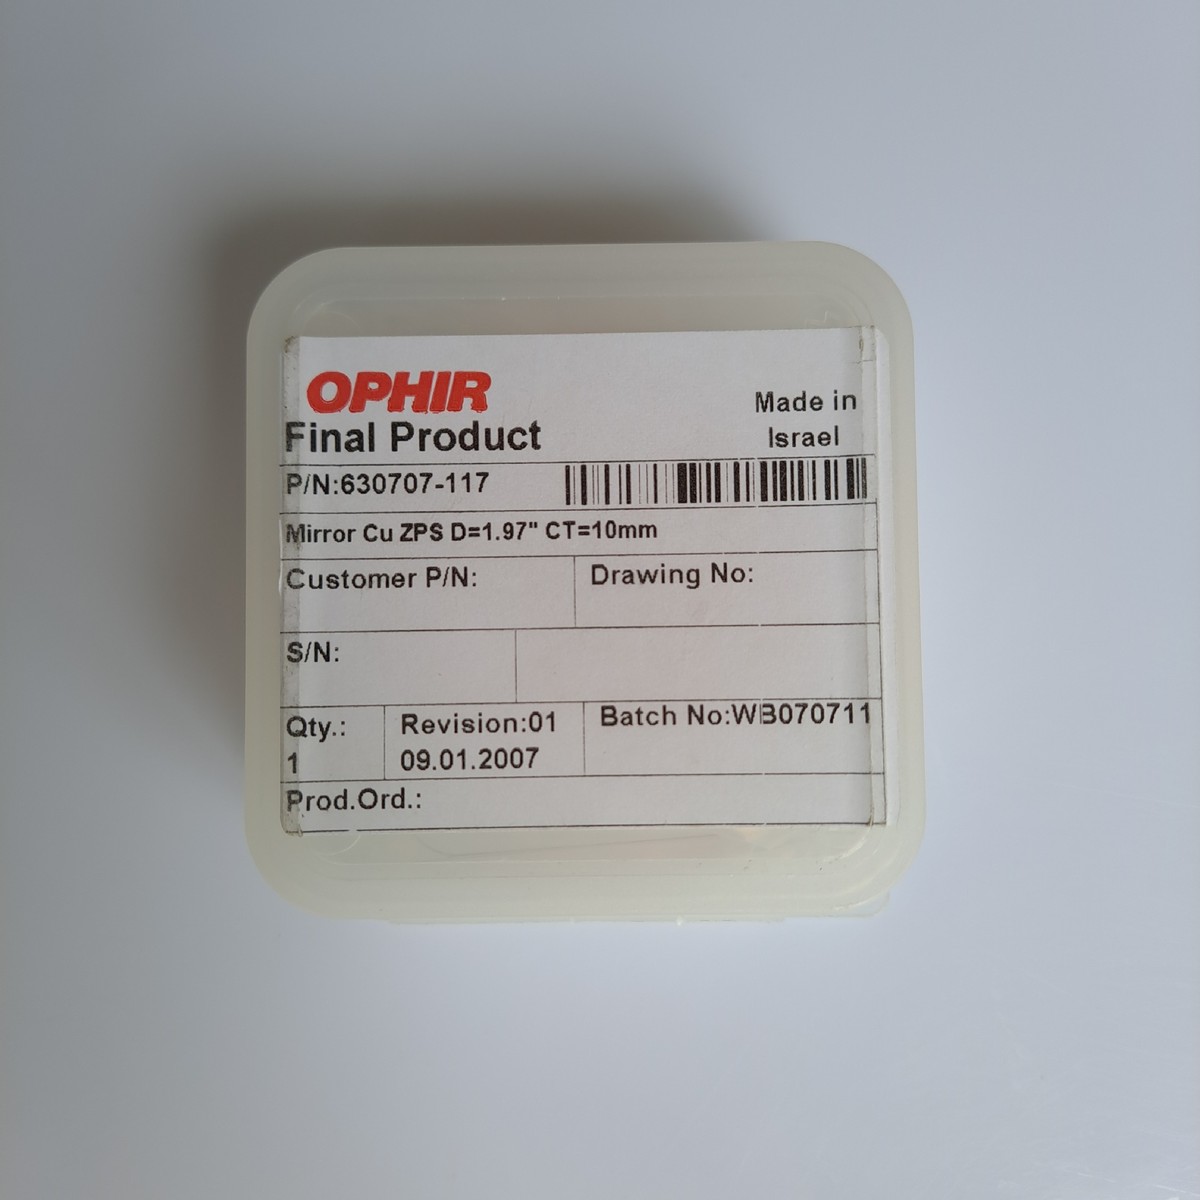 OPHIR
Final Product
Made in
Israel
P/N:630707-117
Mirror Cu ZPS D=1.97" CT=10mm
Customer P/N:
Drawing No:
S/N:
Qty.:
1
Revision:01
09.01.2007
Batch No:WB070711
Prod.Ord.: